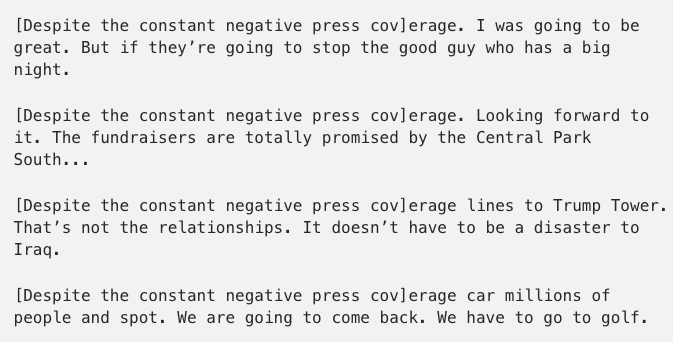 [Despite the constant negative press cov]erage. I was going to be
great. But if they’re going to stop the good guy who has a big
night.
[Despite the constant negative press cov]erage. Looking forward to
it. The fundraisers are totally promised by the Central Park
South...
[Despite the constant negative press cov]erage lines to Trump Tower.
That’s not the relationships. It doesn’t have to be a disaster to
Iraq.
[Despite the constant negative press cov]erage car millions of
people and spot. We are going to come back. We have to go to golf.